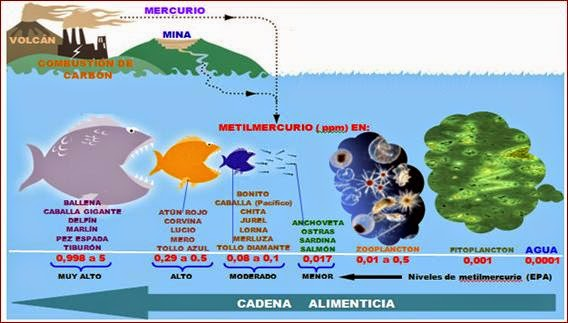 MERCURIO
VOLCÁN
MINA
COMBUSTIÓN DE
CARBÓN
METILMERCURIO ( ppm) EN:
BALLENA
CABALLA GIGANTE
DELFÍN
MARLÍN
PEZ ESPADA
TIBURÓN
0,998 a 5
MUY ALTO
ATÚN ROJO
CORVINA
LUCIO
MERO
TOLLO AZUL
0,29 a 0.5
ALTO
BONITO
CABALLA (Pacífico)
CHITA
JUREL
LORNA
MERLUZA
TOLLO DIAMANTE
0,08 a 0,1
MODERADO
ANCHOVETA
OSTRAS
SARDINA
SALMÓN
0,017
MENOR
ZOOPLANCTON
0,01 a 0,5
FITOPLANCTON
0,001
AGUA
0,0001
Niveles de metilmercurio (EPA)
CADENA ALIMENTICIA